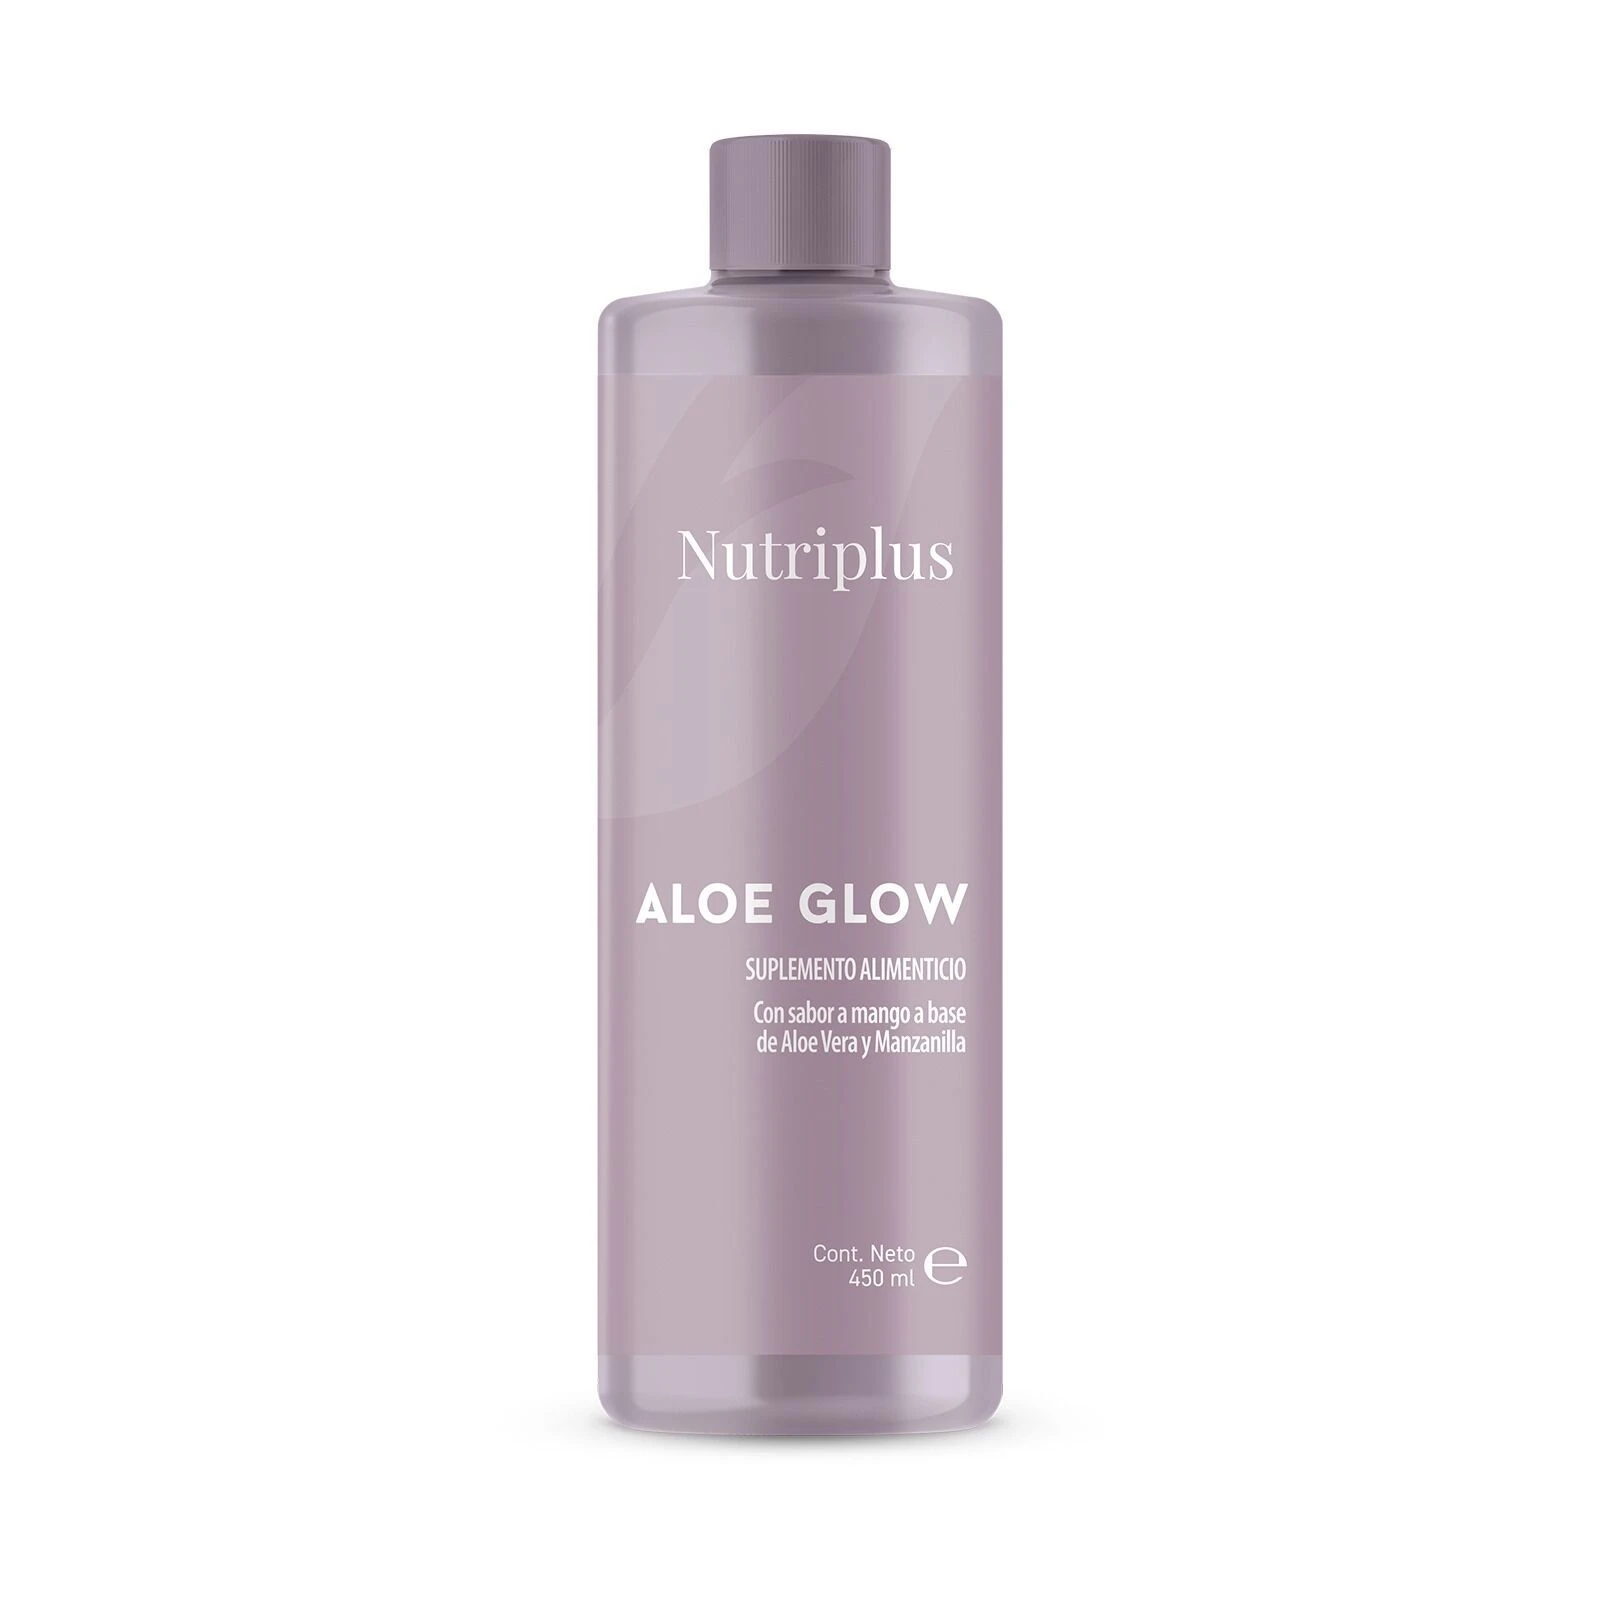 Nutriplus
ALOE GLOW
SUPLEMENTO ALIMENTICIO
Con sabor a mango a base
de Aloe Vera y Manzanilla
Cont. Neto
450 ml ℮